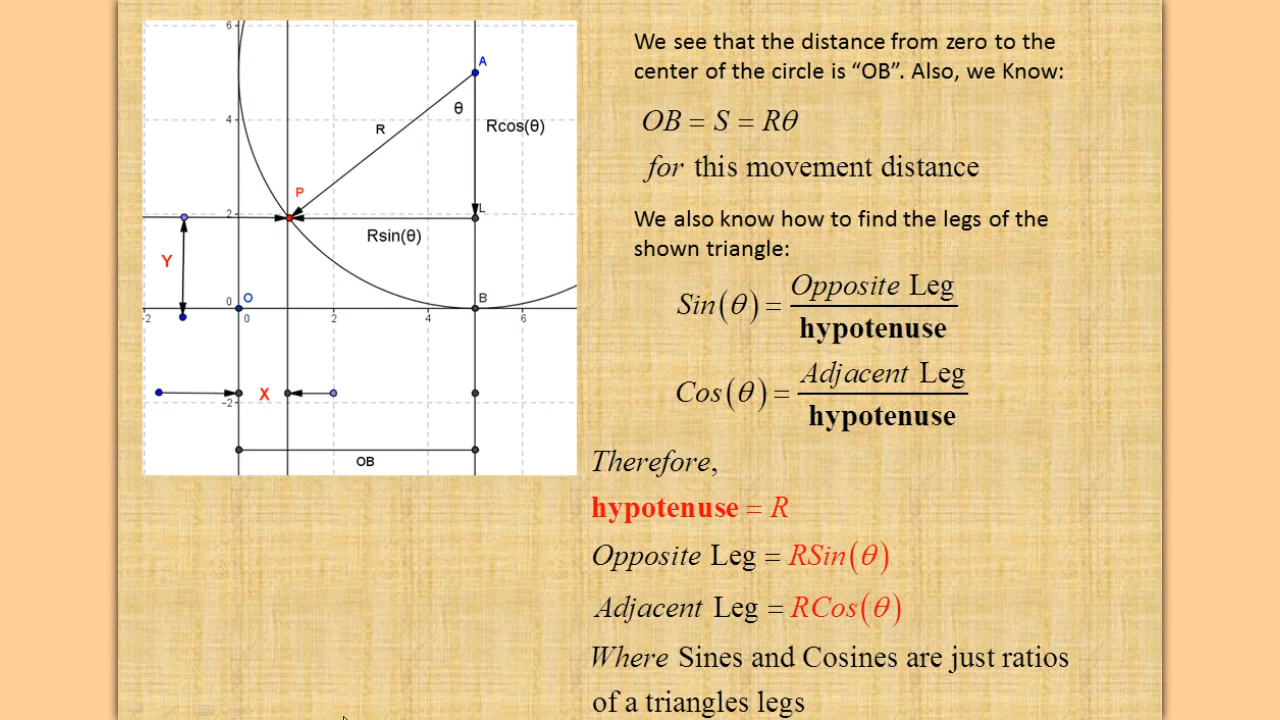 6
A
θ
4
R
Rcos(θ)
P
2
L
Rsin(θ)
Y
0
O
B
-2
0
2
4
6
X
-2
OB
We see that the distance from zero to the
center of the circle is “OB”. Also, we Know:
OB = S = Rθ
for this movement distance
We also know how to find the legs of the
shown triangle:
Sin(θ) = Opposite Leg / hypotenuse
Cos(θ) = Adjacent Leg / hypotenuse
Therefore,
hypotenuse = R
Opposite Leg = RSin(θ)
Adjacent Leg = RCos(θ)
Where Sines and Cosines are just ratios
of a triangles legs